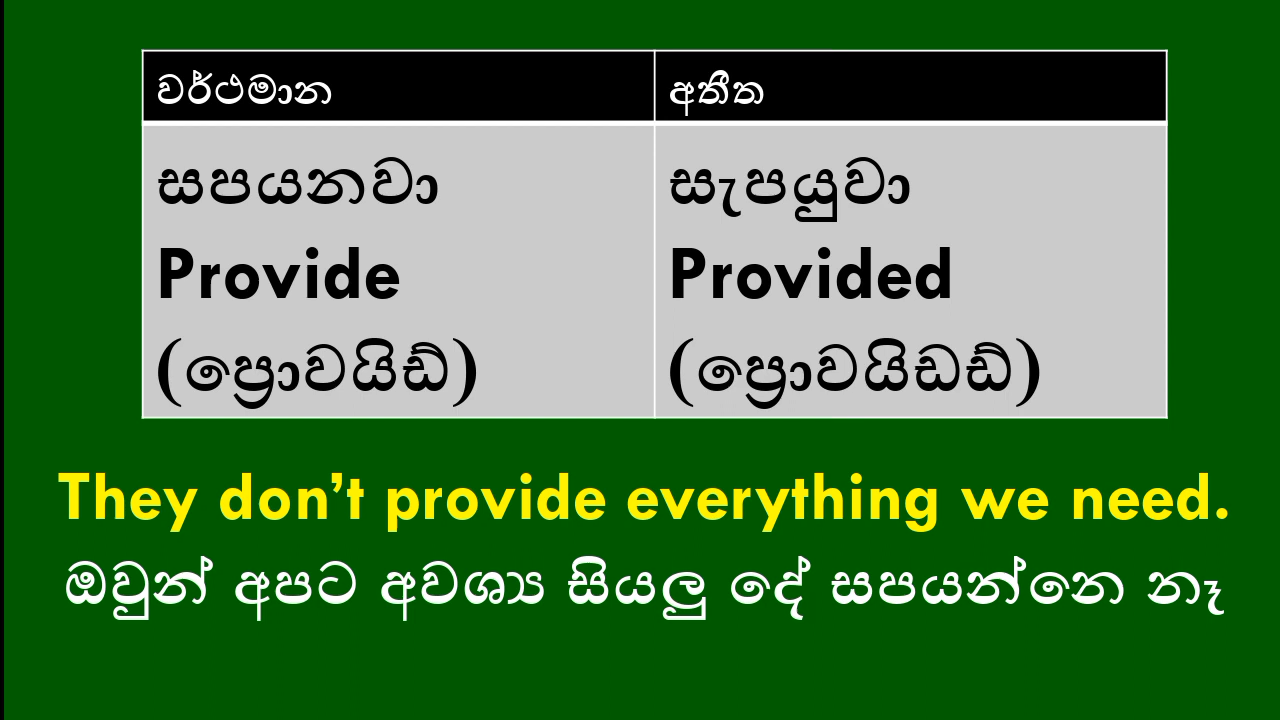 වර්ථමාන
අතීත
සපයනවා
Provide
(ප්‍රොවයිඩ්)
සැපයුවා
Provided
(ප්‍රොවයිඩඩ්)
They don’t provide everything we need.
ඔවුන් අපට අවශ්‍ය සියලු දේ සපයන්නෙ නෑ